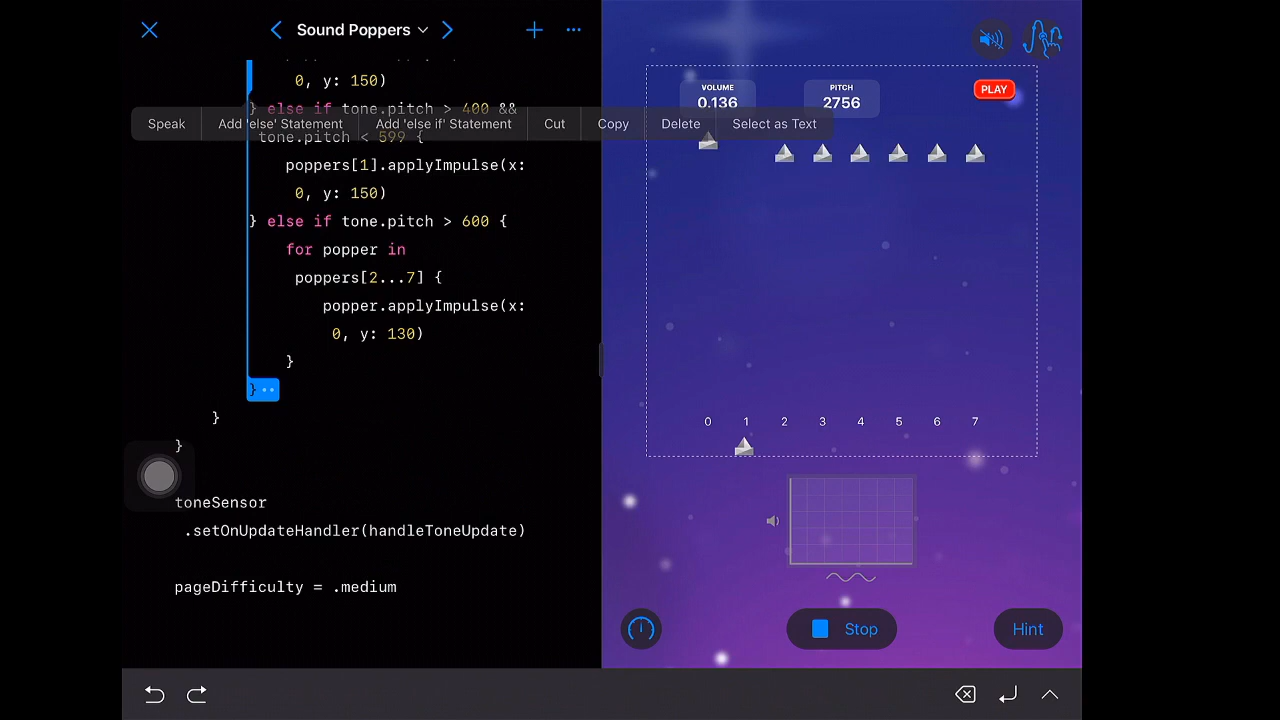 Sound Poppers
0, y: 150)
} else if tone.pitch > 400 &&
Speak Add 'else' Statement Add 'else if' Statement Cut Copy Delete Select as Text
tone.pitch < 599 {
poppers[1].applyImpulse(x:
0, y: 150)
} else if tone.pitch > 600 {
for popper in
poppers[2...7] {
popper.applyImpulse(x:
0, y: 130)
}
}
}
}
toneSensor
.setOnUpdateHandler(handleToneUpdate)
pageDifficulty = .medium
VOLUME
0.136
PITCH
2756
PLAY
0 1 2 3 4 5 6 7
Stop
Hint